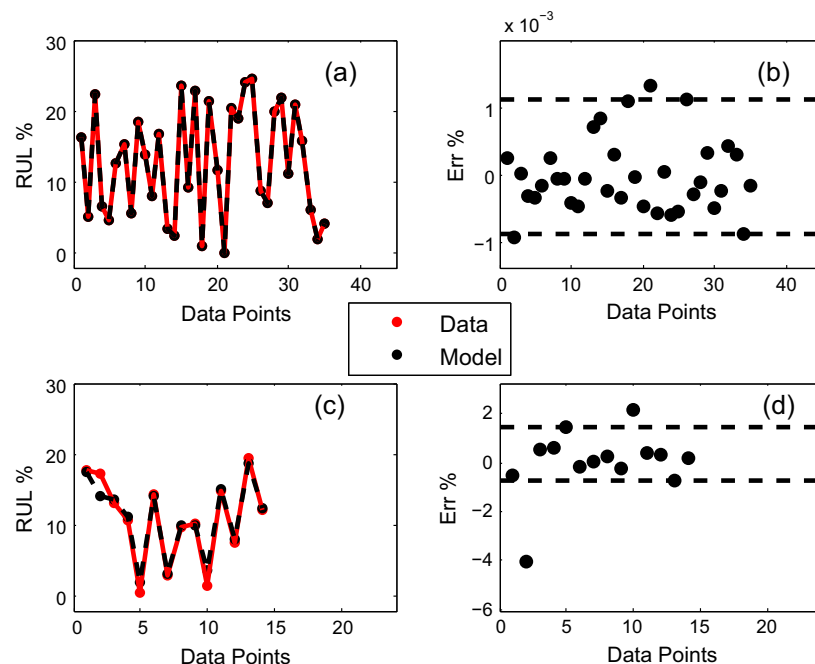 30
20
10
0
RUL %
(a)
0 10 20 30 40
Data Points
x 10⁻³
1
0
−1
Err %
(b)
0 10 20 30 40
Data Points
Data
Model
30
20
10
0
RUL %
(c)
0 5 10 15 20
Data Points
2
0
−2
−4
−6
Err %
(d)
0 5 10 15 20
Data Points